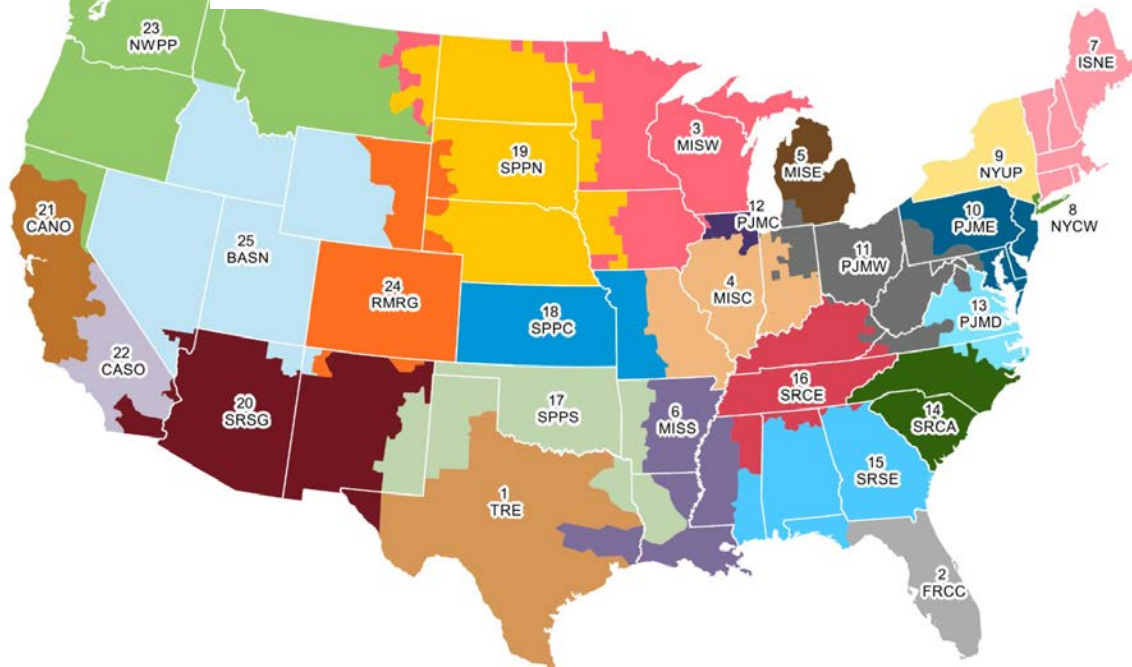 23
NWPP
7
ISNE
3
MISW
19
SPPN
5
MISE
9
NYUP
21
CANO
12
PJMC
10
PJME
8
NYCW
25
BASN
11
PJMW
24
RMRG
4
MISC
18
SPPC
13
PJMD
22
CASO
16
SRCE
17
SPPS
20
SRSG
6
MISS
14
SRCA
15
SRSE
1
TRE
2
FRCC